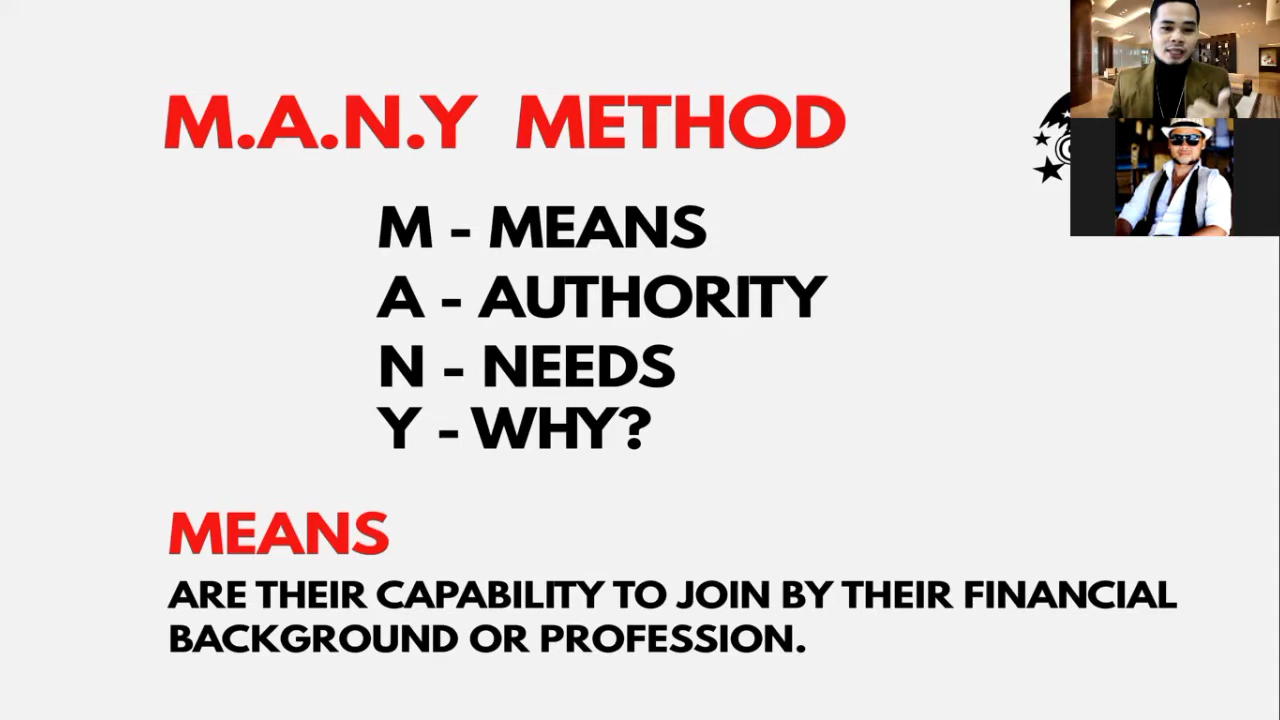 M.A.N.Y METHOD
M - MEANS
A - AUTHORITY
N - NEEDS
Y - WHY?
MEANS
ARE THEIR CAPABILITY TO JOIN BY THEIR FINANCIAL
BACKGROUND OR PROFESSION.